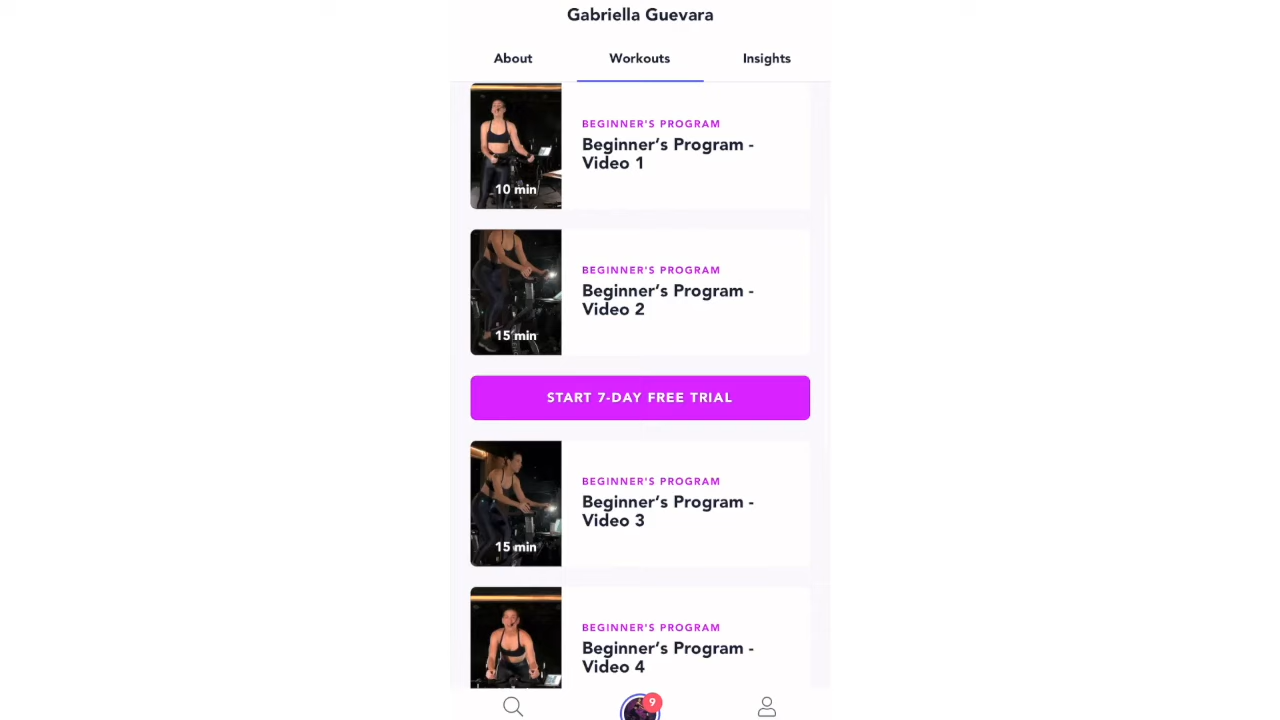 Gabriella Guevara
About Workouts Insights
BEGINNER'S PROGRAM
Beginner’s Program -
Video 1
10 min
BEGINNER'S PROGRAM
Beginner’s Program -
Video 2
15 min
START 7-DAY FREE TRIAL
BEGINNER'S PROGRAM
Beginner’s Program -
Video 3
15 min
BEGINNER'S PROGRAM
Beginner’s Program -
Video 4
9